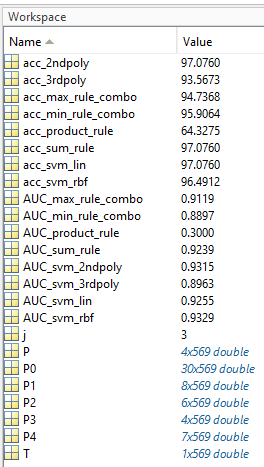 Workspace
Name Value
acc_2ndpoly 97.0760
acc_3rdpoly 93.5673
acc_max_rule_combo 94.7368
acc_min_rule_combo 95.9064
acc_product_rule 64.3275
acc_sum_rule 97.0760
acc_svm_lin 97.0760
acc_svm_rbf 96.4912
AUC_max_rule_combo 0.9119
AUC_min_rule_combo 0.8897
AUC_product_rule 0.3000
AUC_sum_rule 0.9239
AUC_svm_2ndpoly 0.9315
AUC_svm_3rdpoly 0.8963
AUC_svm_lin 0.9255
AUC_svm_rbf 0.9329
j 3
P 4x569 double
P0 30x569 double
P1 8x569 double
P2 6x569 double
P3 4x569 double
P4 7x569 double
T 1x569 double